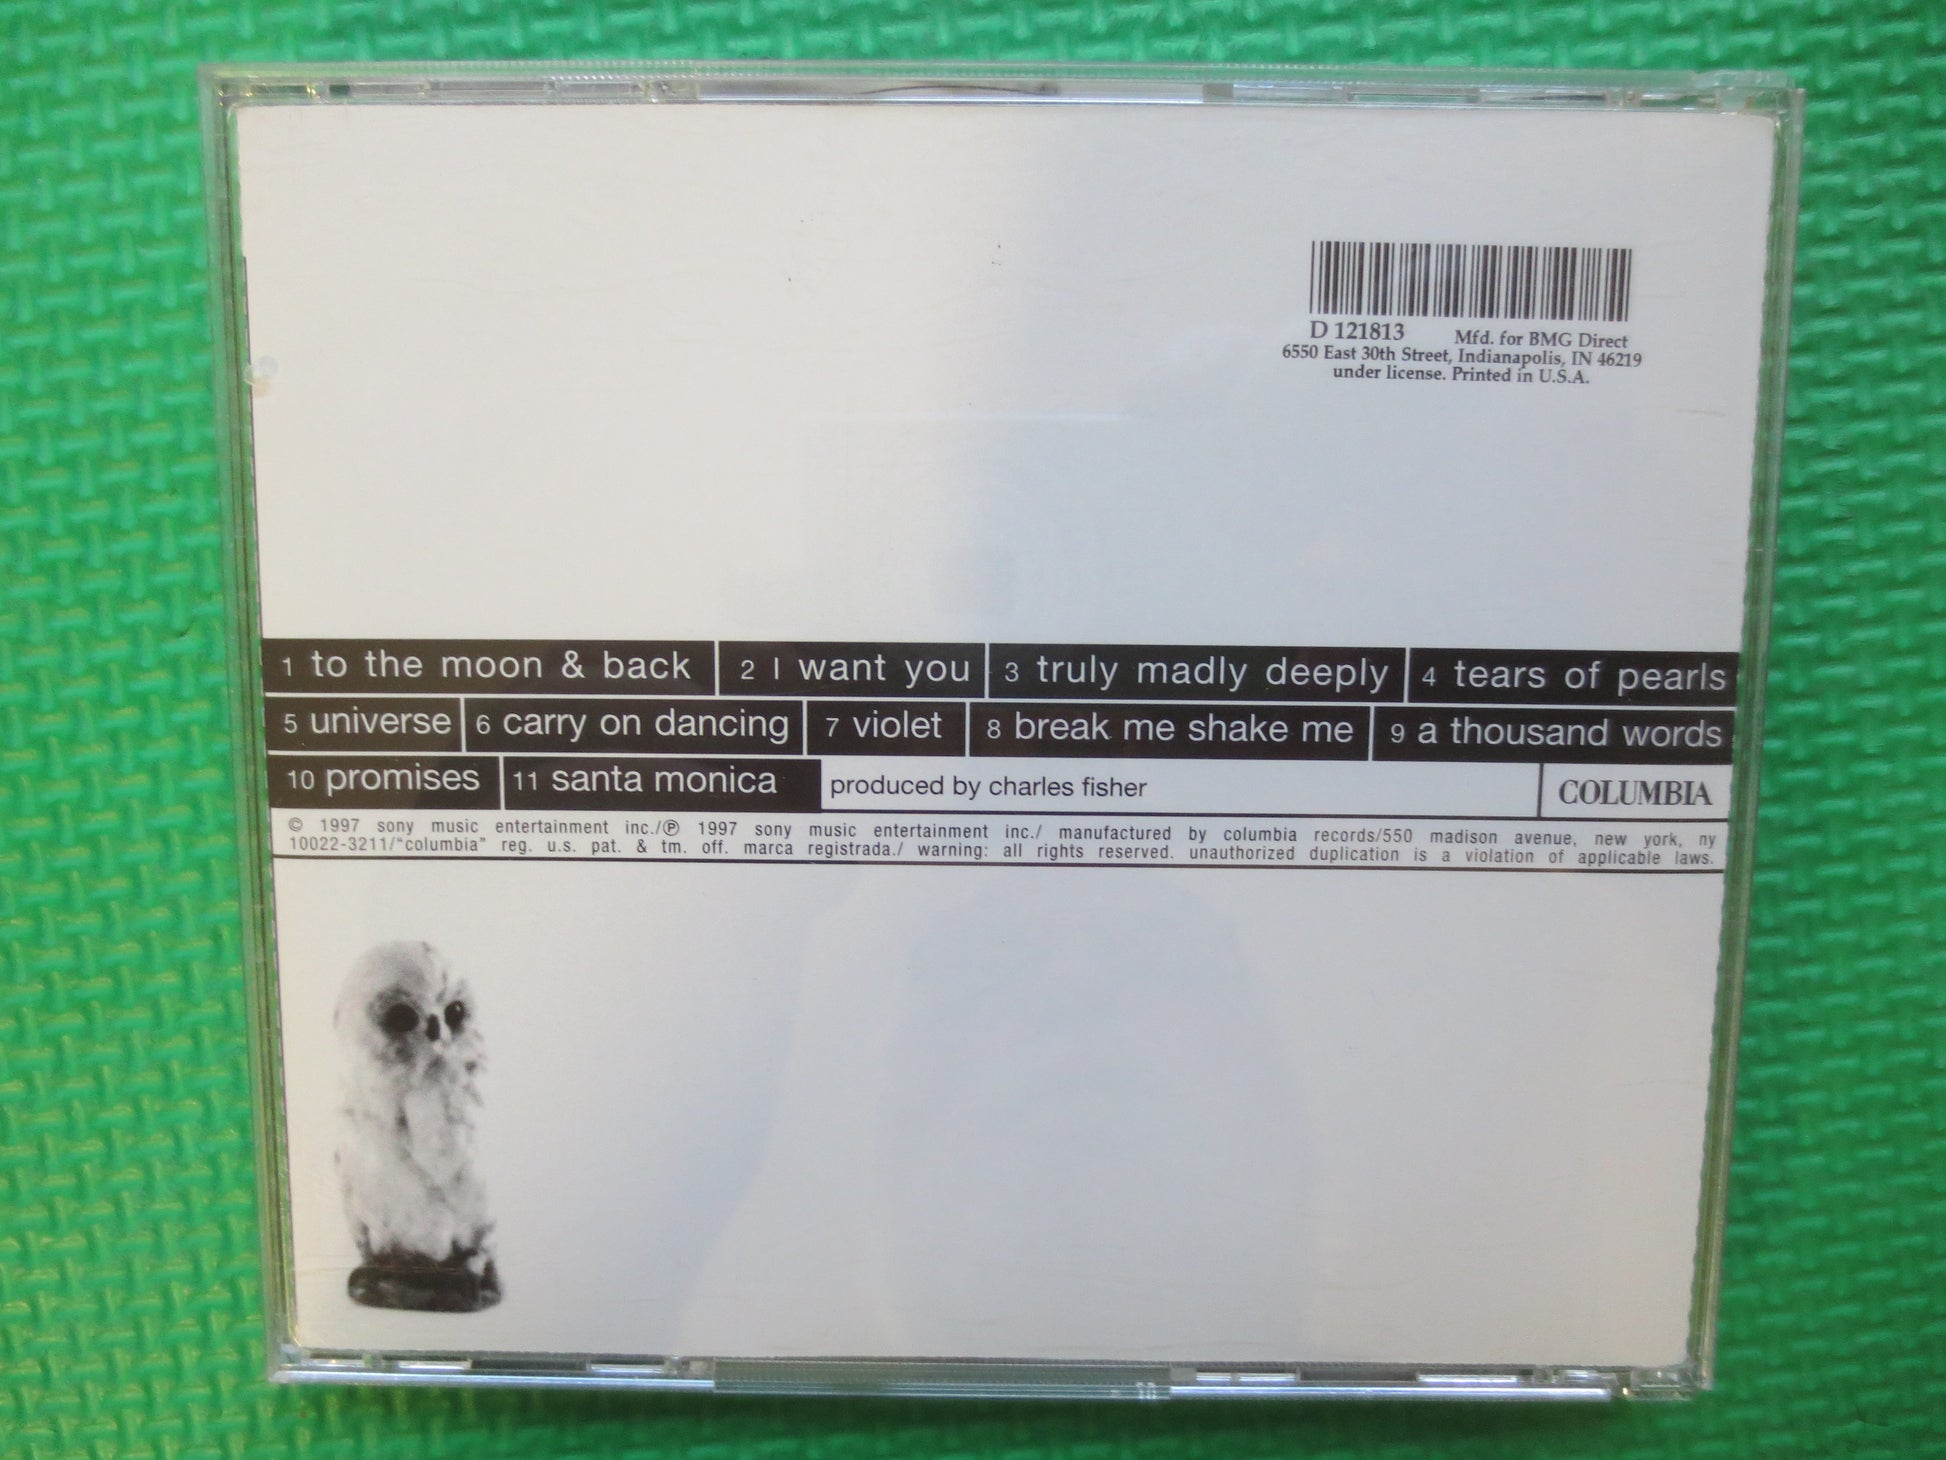 D 121813 Mfd. for BMG Direct
6550 East 30th Street, Indianapolis, IN 46219
under license. Printed in U.S.A.
1 to the moon & back 2 I want you 3 truly madly deeply 4 tears of pearls
5 universe 6 carry on dancing 7 violet 8 break me shake me 9 a thousand words
10 promises 11 santa monica produced by charles fisher COLUMBIA
© 1997 sony music entertainment inc./℗ 1997 sony music entertainment inc./ manufactured by columbia records/550 madison avenue, new york, ny
10022-3211/"columbia" reg. u.s. pat. & tm. off. marca registrada./ warning: all rights reserved. unauthorized duplication is a violation of applicable laws.